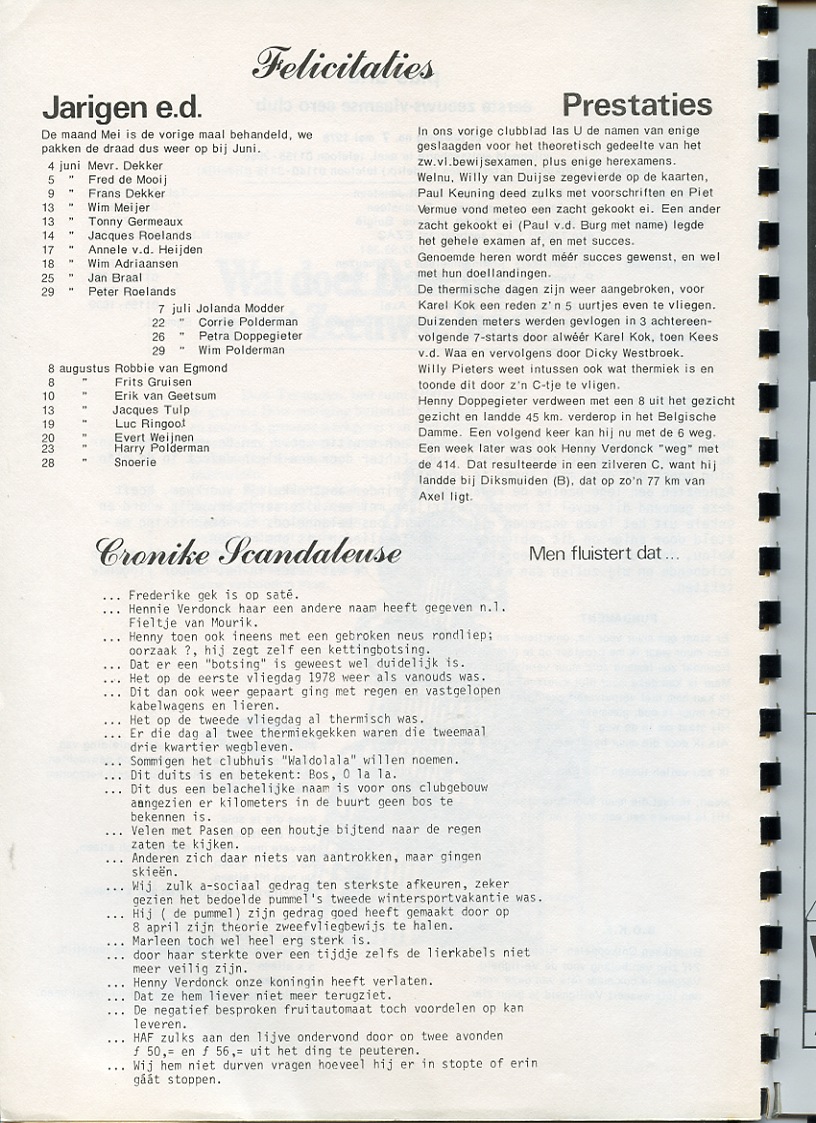 Felicitaties
Jarigen e.d.
De maand Mei is de vorige maal behandeld, we
pakken de draad dus weer op bij Juni.
4 juni Mevr. Dekker
5 " Fred de Mooij
9 " Frans Dekker
13 " Wim Meijer
13 " Tonny Germeaux
14 " Jacques Roelands
17 " Annele v.d. Heijden
18 " Wim Adriaansen
25 " Jan Braal
29 " Peter Roelands
7 juli Jolanda Modder
22 " Corrie Polderman
26 " Petra Doppegieter
29 " Wim Polderman
8 augustus Robbie van Egmond
8 " Frits Gruisen
10 " Erik van Geetsum
13 " Jacques Tulp
19 " Luc Ringoot
20 " Evert Weijnen
23 " Harry Polderman
28 " Snoerie
Prestaties
In ons vorige clubblad las U de namen van enige
geslaagden voor het theoretisch gedeelte van het
zw.vl.bewijsexamen, plus enige herexamens.
Welnu, Willy van Duijse zegevierde op de kaarten,
Paul Keuning deed zulks met voorschriften en Piet
Vermue vond meteo een zacht gekookt ei. Een ander
zacht gekookt ei (Paul v.d. Burg met name) legde
het gehele examen af, en met succes.
Genoemde heren wordt méér succes gewenst, en wel
met hun doellandingen.
De thermische dagen zijn weer aangebroken, voor
Karel Kok een reden z'n 5 uurtjes even te vliegen.
Duizenden meters werden gevlogen in 3 achtereen-
volgende 7-starts door alwéér Karel Kok, toen Kees
v.d. Waa en vervolgens door Dicky Westbroek.
Willy Pieters weet intussen ook wat thermiek is en
toonde dit door z'n C-tje te vligen.
Henny Doppegieter verdween met een 8 uit het gezicht
gezicht en landde 45 km. verderop in het Belgische
Damme. Een volgend keer kan hij nu met de 6 weg.
Een week later was ook Henny Verdonck "weg" met
de 414. Dat resulteerde in een zilveren C, want hij
landde bij Diksmuiden (B), dat op zo'n 77 km van
Axel ligt.
Cronike Scandaleuse
Men fluistert dat...
... Frederike gek is op saté.
... Hennie Verdonck haar een andere naam heeft gegeven n.l.
Fieltje van Mourik.
... Henny toen ook ineens met een gebroken neus rondliep;
oorzaak ?, hij zegt zelf een kettingbotsing.
... Dat er een "botsing" is geweest wel duidelijk is.
... Het op de eerste vliegdag 1978 weer als vanouds was.
... Dit dan ook weer gepaart ging met regen en vastgelopen
kabelwagens en lieren.
... Het op de tweede vliegdag al thermisch was.
... Er die dag al twee thermiekgekken waren die tweemaal
drie kwartier wegbleven.
... Sommigen het clubhuis "Waldolala" willen noemen.
... Dit duits is en betekent: Bos, O la la.
... Dit dus een belachelijke naam is voor ons clubgebouw
aangezien er kilometers in de buurt geen bos te
bekennen is.
... Velen met Pasen op een houtje bijtend naar de regen
zaten te kijken.
... Anderen zich daar niets van aantrokken, maar gingen
skieën.
... Wij zulk a-sociaal gedrag ten sterkste afkeuren, zeker
gezien het bedoelde pummel's tweede wintersportvakantie was.
... Hij ( de pummel) zijn gedrag goed heeft gemaakt door op
8 april zijn theorie zweefvliegbewijs te halen.
... Marleen toch wel heel erg sterk is.
... door haar sterkte over een tijdje zelfs de lierkabels niet
meer veilig zijn.
... Henny Verdonck onze koningin heeft verlaten.
... Dat ze hem liever niet meer terugziet.
... De negatief besproken fruitautomaat toch voordelen op kan
leveren.
... HAF zulks aan den lijve ondervond door on twee avonden
f 50,= en f 56,= uit het ding te peuteren.
... Wij hem niet durven vragen hoeveel hij er in stopte of erin
gáát stoppen.